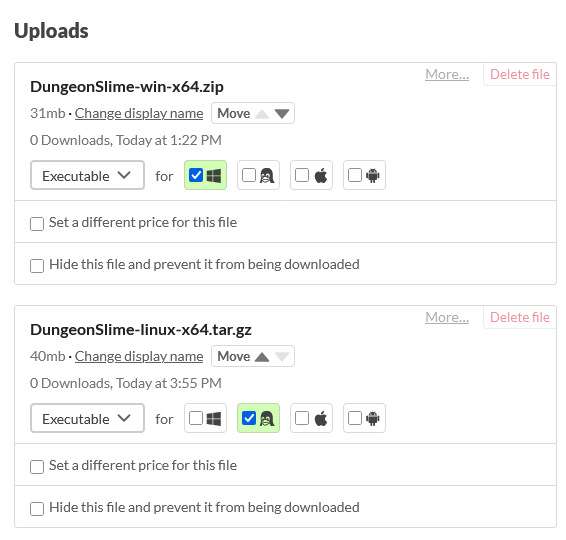 Uploads
More... Delete file
DungeonSlime-win-x64.zip
31mb · Change display name Move
0 Downloads, Today at 1:22 PM
Executable for
Set a different price for this file
Hide this file and prevent it from being downloaded
More... Delete file
DungeonSlime-linux-x64.tar.gz
40mb · Change display name Move
0 Downloads, Today at 3:55 PM
Executable for
Set a different price for this file
Hide this file and prevent it from being downloaded